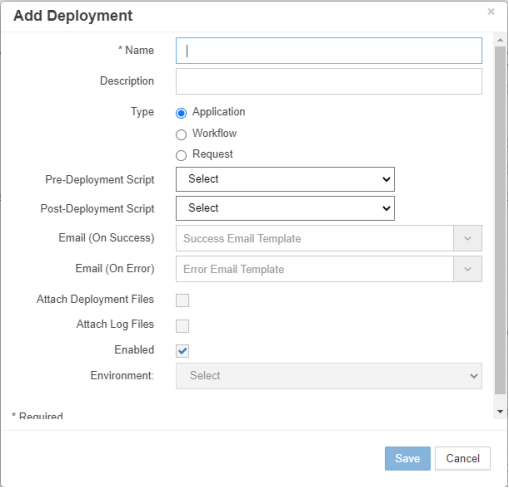 Add Deployment
* Name
Description
Type
Application
Workflow
Request
Pre-Deployment Script
Select
Post-Deployment Script
Select
Email (On Success)
Success Email Template
Email (On Error)
Error Email Template
Attach Deployment Files
Attach Log Files
Enabled
Environment:
Select
* Required
Save
Cancel